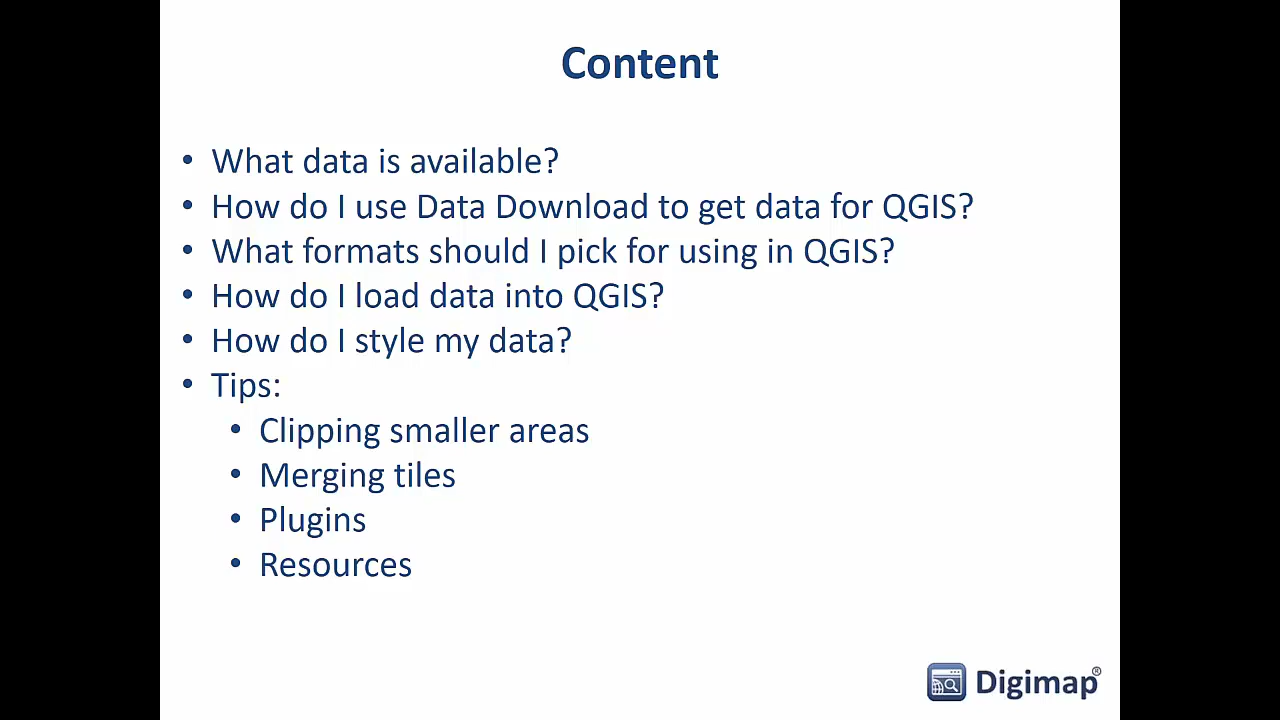 Content
• What data is available?
• How do I use Data Download to get data for QGIS?
• What formats should I pick for using in QGIS?
• How do I load data into QGIS?
• How do I style my data?
• Tips:
• Clipping smaller areas
• Merging tiles
• Plugins
• Resources
Digimap®